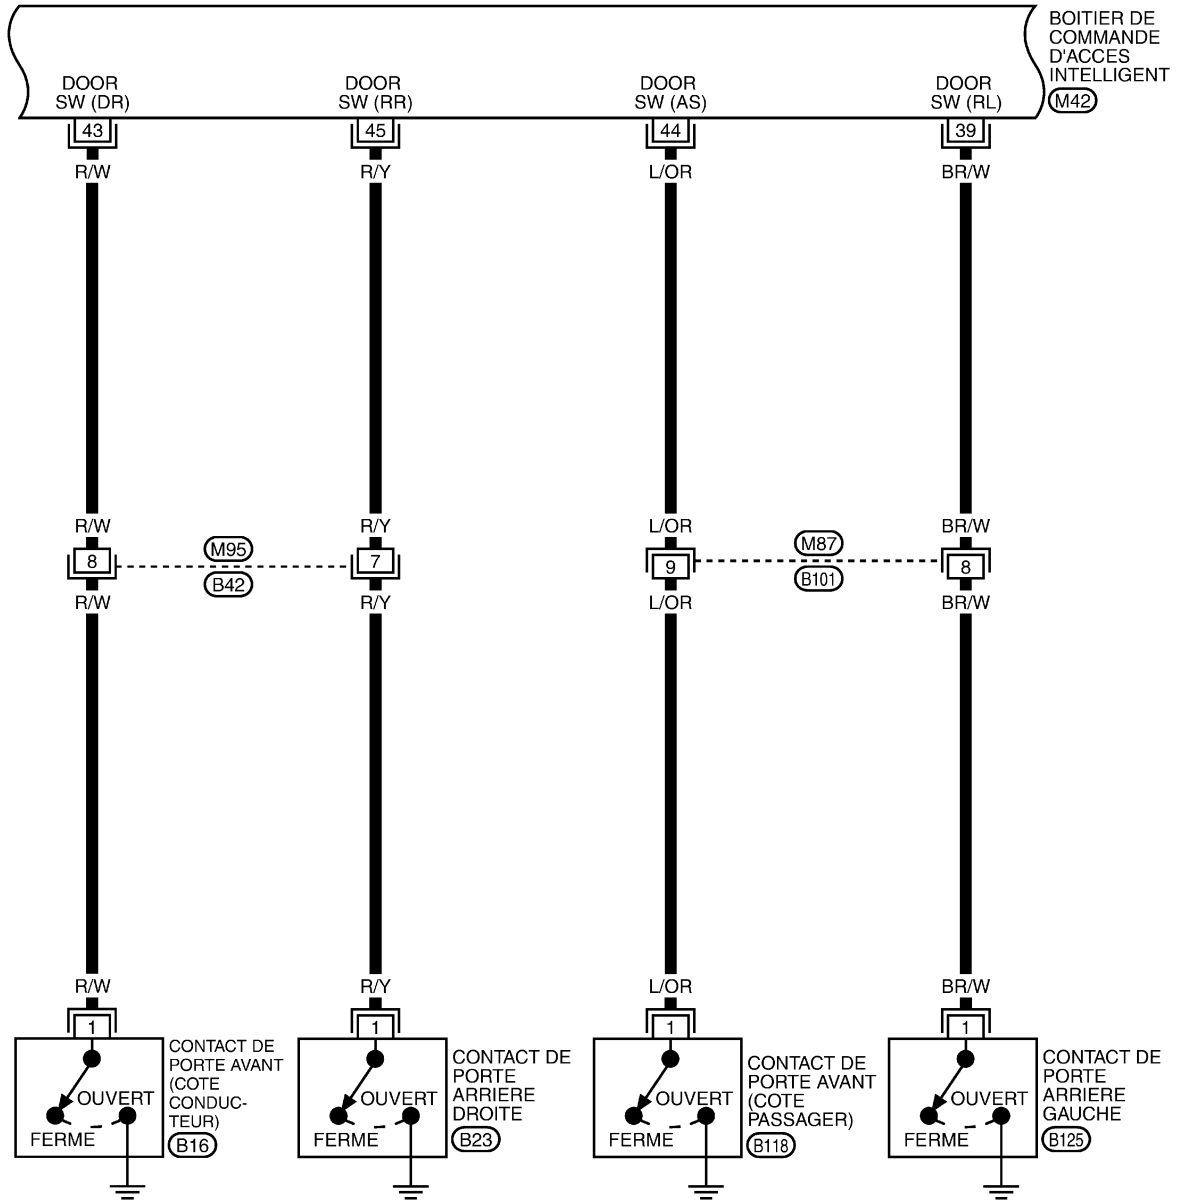 BOITIER DE
COMMANDE
D'ACCES
INTELLIGENT
M42
DOOR
SW (DR)
DOOR
SW (RR)
DOOR
SW (AS)
DOOR
SW (RL)
43
45
44
39
R/W
R/Y
L/OR
BR/W
R/W
R/Y
L/OR
BR/W
8
M95
B42
7
9
M87
B101
8
R/W
R/Y
L/OR
BR/W
R/W
R/Y
L/OR
BR/W
1
1
1
1
OUVERT
FERME
CONTACT DE
PORTE AVANT
(COTE
CONDUC-
TEUR)
B16
OUVERT
FERME
CONTACT DE
PORTE
ARRIERE
DROITE
B23
OUVERT
FERME
CONTACT DE
PORTE AVANT
(COTE
PASSAGER)
B118
OUVERT
FERME
CONTACT DE
PORTE
ARRIERE
GAUCHE
B125